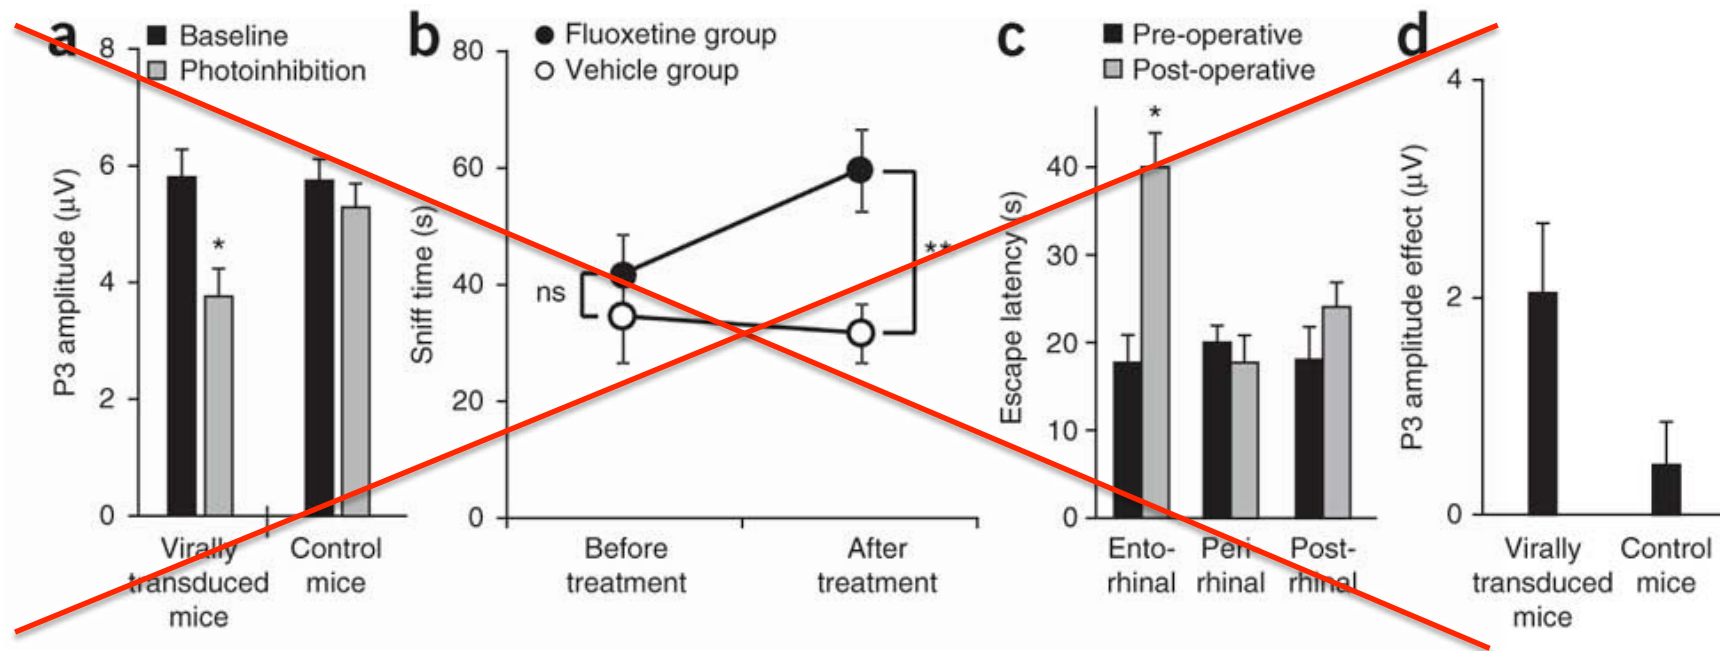 a
Baseline
Photoinhibition
P3 amplitude (µV)
8
6
4
2
0
*
Virally
transduced
mice
Control
mice
b
Fluoxetine group
Vehicle group
Sniff time (s)
80
60
40
20
0
ns
**
Before
treatment
After
treatment
c
Pre-operative
Post-operative
Escape latency (s)
40
30
20
10
0
*
Ento-
rhinal
Peri
rhinal
Post-
rhinal
d
P3 amplitude effect (µV)
4
2
0
Virally
transduced
mice
Control
mice